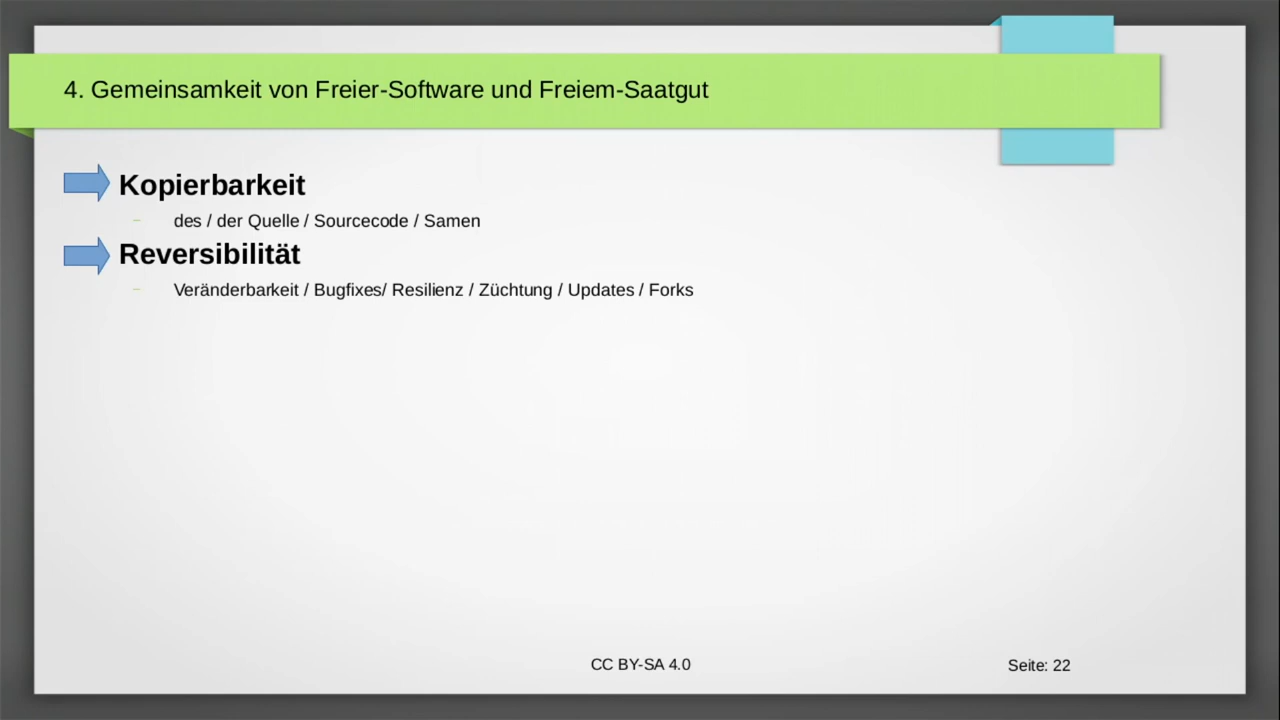 4. Gemeinsamkeit von Freier-Software und Freiem-Saatgut
Kopierbarkeit
– des / der Quelle / Sourcecode / Samen
Reversibilität
– Veränderbarkeit / Bugfixes/ Resilienz / Züchtung / Updates / Forks
CC BY-SA 4.0
Seite: 22